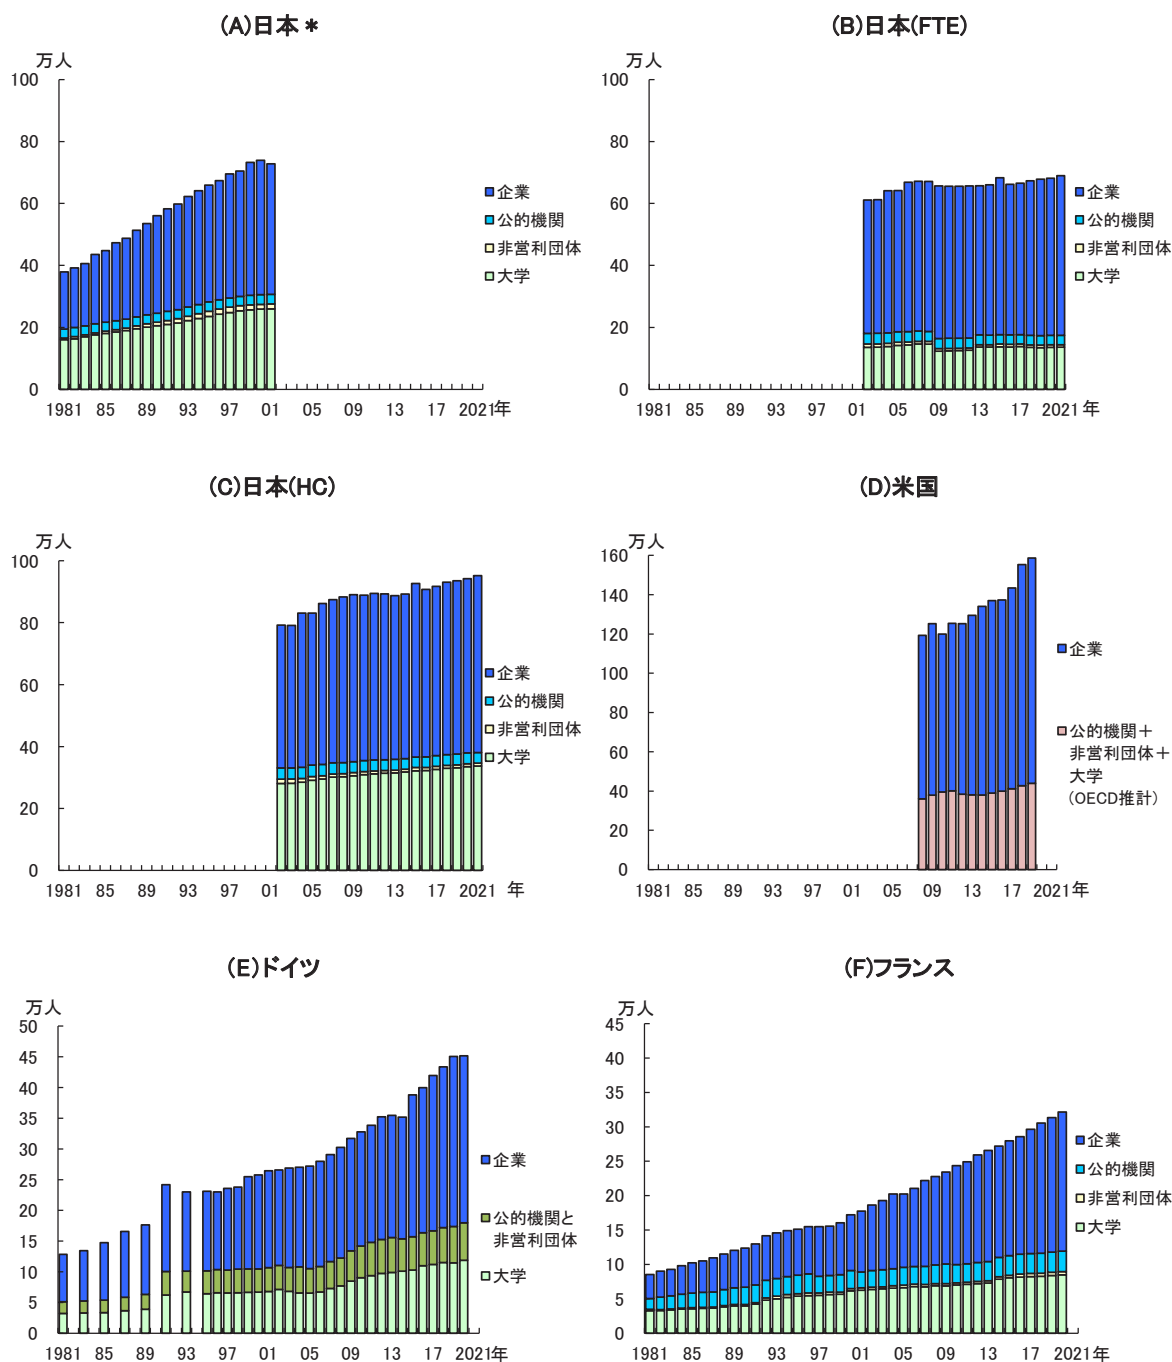 (A)日本＊
万人
100
80
60
40
20
0
1981 85 89 93 97 01 05 09 13 17 2021年
企業
公的機関
非営利団体
大学
(B)日本(FTE)
万人
100
80
60
40
20
0
1981 85 89 93 97 01 05 09 13 17 2021年
企業
公的機関
非営利団体
大学
(C)日本(HC)
万人
100
80
60
40
20
0
1981 85 89 93 97 01 05 09 13 17 2021 年
企業
公的機関
非営利団体
大学
(D)米国
万人
160
140
120
100
80
60
40
20
0
1981 85 89 93 97 01 05 09 13 17 2021年
企業
公的機関＋
非営利団体＋
大学
(OECD推計)
(E)ドイツ
万人
50
45
40
35
30
25
20
15
10
5
0
1981 85 89 93 97 01 05 09 13 17 2021年
企業
公的機関と
非営利団体
大学
(F)フランス
万人
45
40
35
30
25
20
15
10
5
0
1981 85 89 93 97 01 05 09 13 17 2021 年
企業
公的機関
非営利団体
大学